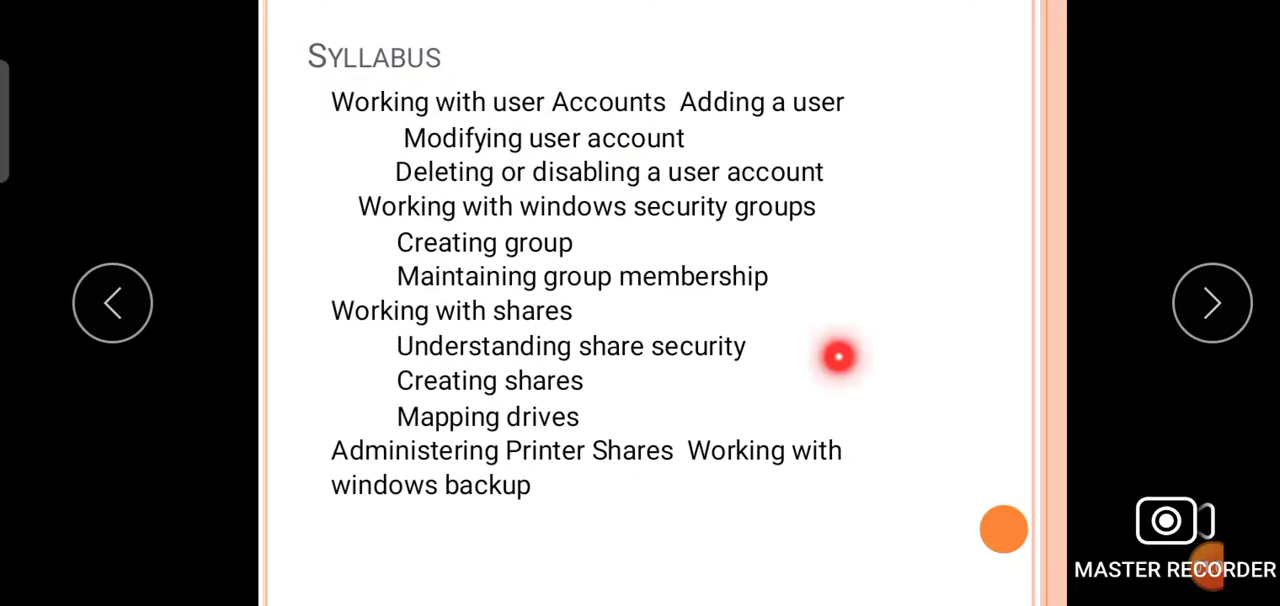 SYLLABUS
Working with user Accounts Adding a user
Modifying user account
Deleting or disabling a user account
Working with windows security groups
Creating group
Maintaining group membership
Working with shares
Understanding share security
Creating shares
Mapping drives
Administering Printer Shares Working with
windows backup
MASTER RECORDER